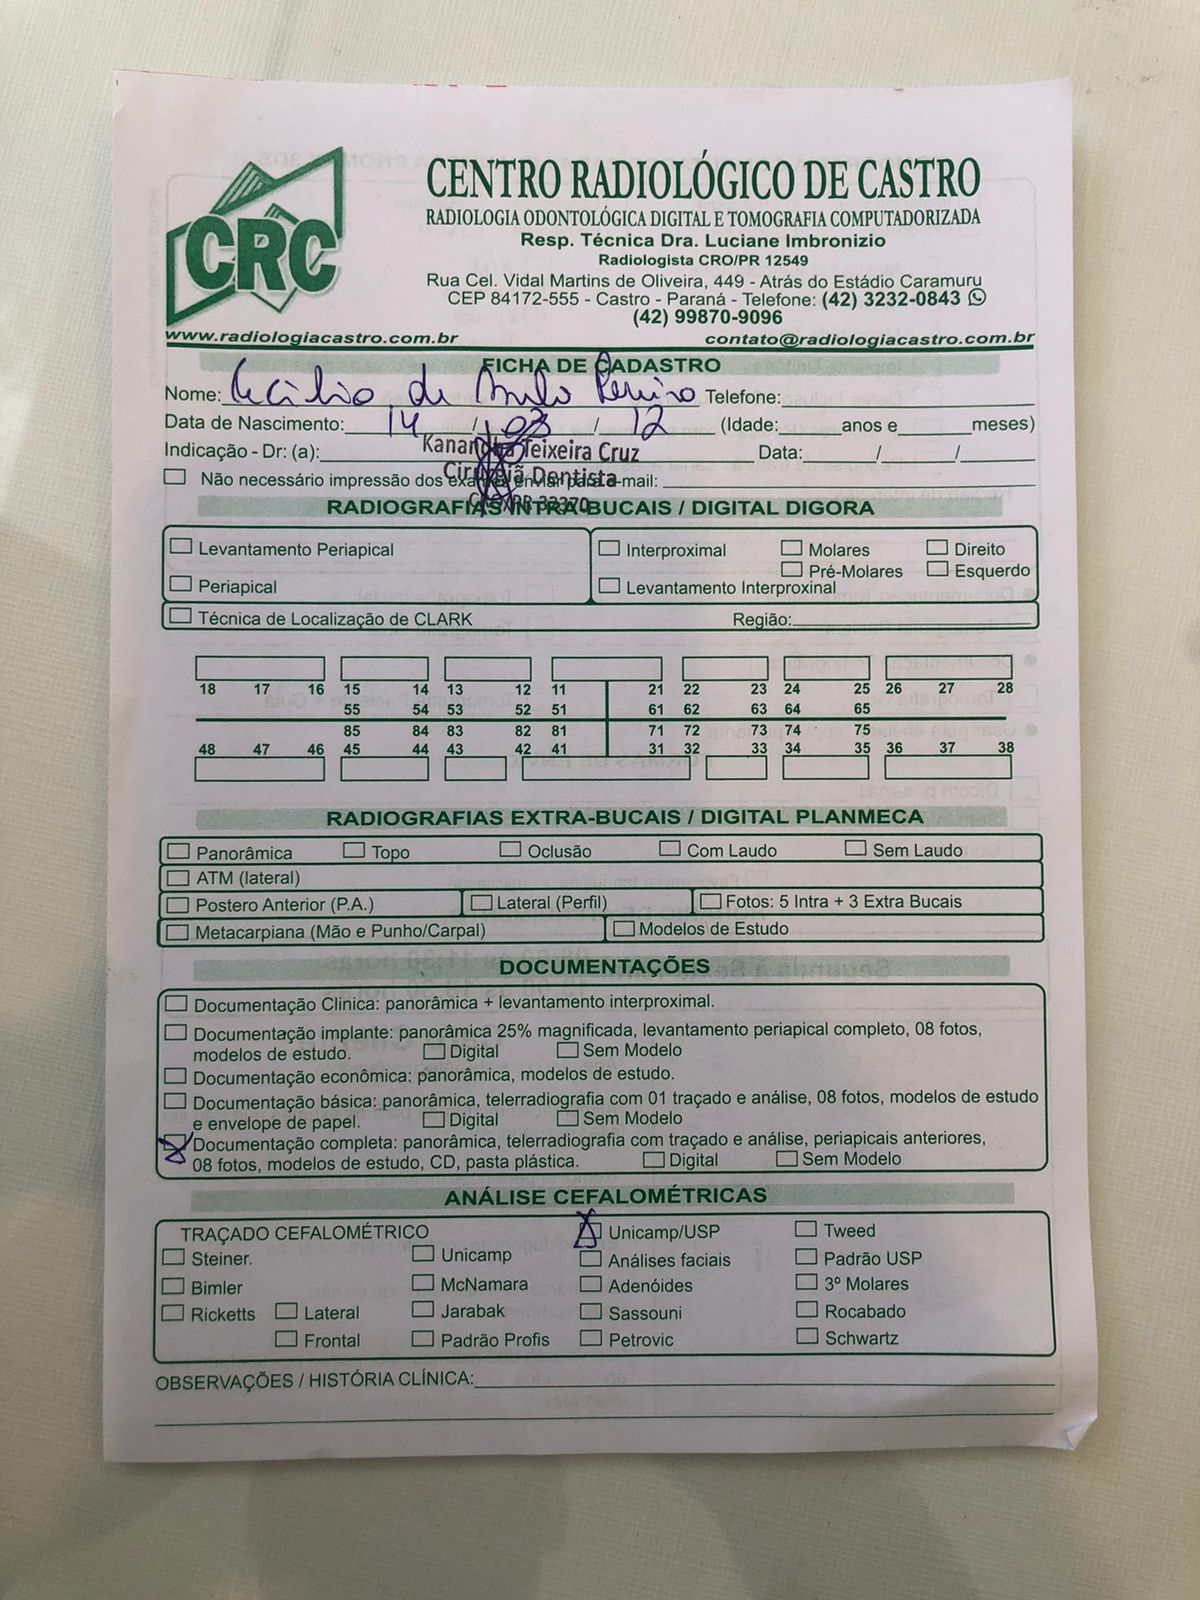 CRC
CENTRO RADIOLÓGICO DE CASTRO
RADIOLOGIA ODONTOLÓGICA DIGITAL E TOMOGRAFIA COMPUTADORIZADA
Resp. Técnica Dra. Luciane Imbronizio
Radiologista CRO/PR 12549
Rua Cel. Vidal Martins de Oliveira, 449 - Atrás do Estádio Caramuru
CEP 84172-555 - Castro - Paraná - Telefone: (42) 3232-0843
(42) 99870-9096
www.radiologiacastro.com.br contato@radiologiacastro.com.br
FICHA DE CADASTRO
Nome: de Melo Telefone:
Data de Nascimento: 14 / 03 / 12 (Idade: anos e meses)
Indicação - Dr: (a): Teixeira Cruz Data: / /
Cirurgiã Dentista
Não necessário impressão dos exames enviar para e-mail:
RADIOGRAFIAS INTRA-BUCAIS / DIGITAL DIGORA
Levantamento Periapical Interproximal Molares Direito
Pré-Molares Esquerdo
Periapical Levantamento Interproxinal
Técnica de Localização de CLARK Região:
18 17 16 15 14 13 12 11 21 22 23 24 25 26 27 28
55 54 53 52 51 61 62 63 64 65
85 84 83 82 81 71 72 73 74 75
48 47 46 45 44 43 42 41 31 32 33 34 35 36 37 38
RADIOGRAFIAS EXTRA-BUCAIS / DIGITAL PLANMECA
Panorâmica Topo Oclusão Com Laudo Sem Laudo
ATM (lateral)
Postero Anterior (P.A.) Lateral (Perfil) Fotos: 5 Intra + 3 Extra Bucais
Metacarpiana (Mão e Punho/Carpal) Modelos de Estudo
DOCUMENTAÇÕES
Documentação Clinica: panorâmica + levantamento interproximal.
Documentação implante: panorâmica 25% magnificada, levantamento periapical completo, 08 fotos,
modelos de estudo. Digital Sem Modelo
Documentação econômica: panorâmica, modelos de estudo.
Documentação básica: panorâmica, telerradiografia com 01 traçado e análise, 08 fotos, modelos de estudo
e envelope de papel. Digital Sem Modelo
Documentação completa: panorâmica, telerradiografia com traçado e análise, periapicais anteriores,
08 fotos, modelos de estudo, CD, pasta plástica. Digital Sem Modelo
ANÁLISE CEFALOMÉTRICAS
TRAÇADO CEFALOMÉTRICO Unicamp/USP Tweed
Steiner. Unicamp Análises faciais Padrão USP
Bimler McNamara Adenóides 3º Molares
Ricketts Lateral Jarabak Sassouni Rocabado
Frontal Padrão Profis Petrovic Schwartz
OBSERVAÇÕES / HISTÓRIA CLÍNICA: